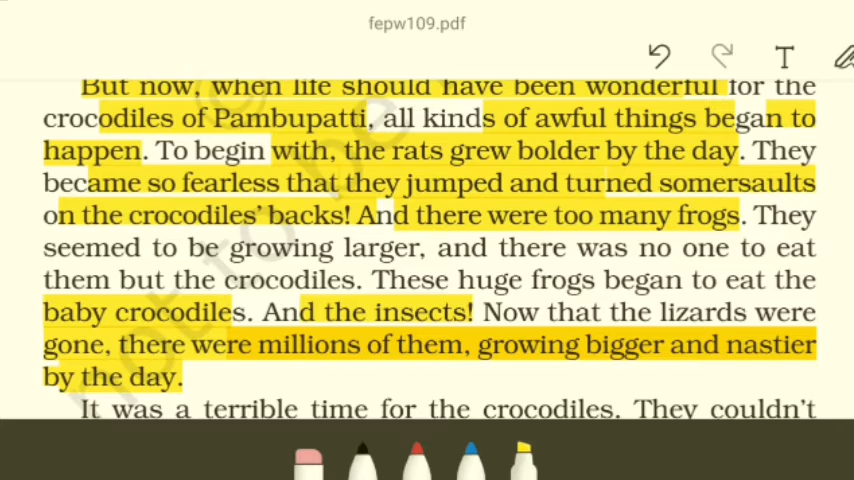 fepw109.pdf
T
But now, when life should have been wonderful for the
crocodiles of Pambupatti, all kinds of awful things began to
happen. To begin with, the rats grew bolder by the day. They
became so fearless that they jumped and turned somersaults
on the crocodiles' backs! And there were too many frogs. They
seemed to be growing larger, and there was no one to eat
them but the crocodiles. These huge frogs began to eat the
baby crocodiles. And the insects! Now that the lizards were
gone, there were millions of them, growing bigger and nastier
by the day.
It was a terrible time for the crocodiles. They couldn't